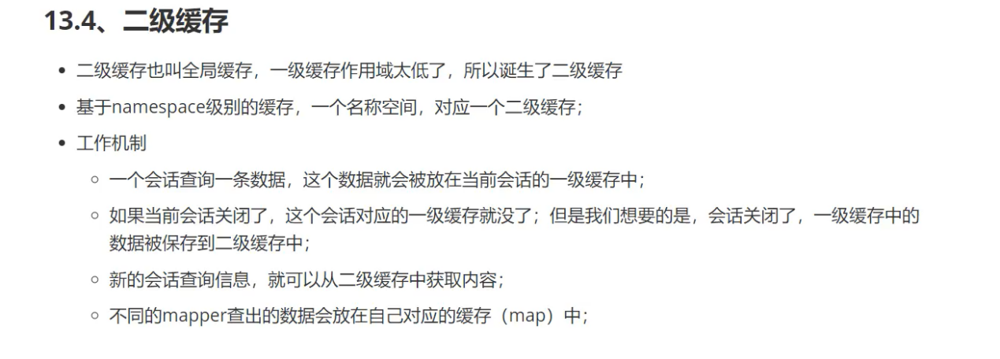 13.4、二级缓存
二级缓存也叫全局缓存，一级缓存作用域太低了，所以诞生了二级缓存
基于namespace级别的缓存，一个名称空间，对应一个二级缓存；
工作机制
一个会话查询一条数据，这个数据就会被放在当前会话的一级缓存中；
如果当前会话关闭了，这个会话对应的一级缓存就没了；但是我们想要的是，会话关闭了，一级缓存中的
数据被保存到二级缓存中；
新的会话查询信息，就可以从二级缓存中获取内容；
不同的mapper查出的数据会放在自己对应的缓存（map）中；